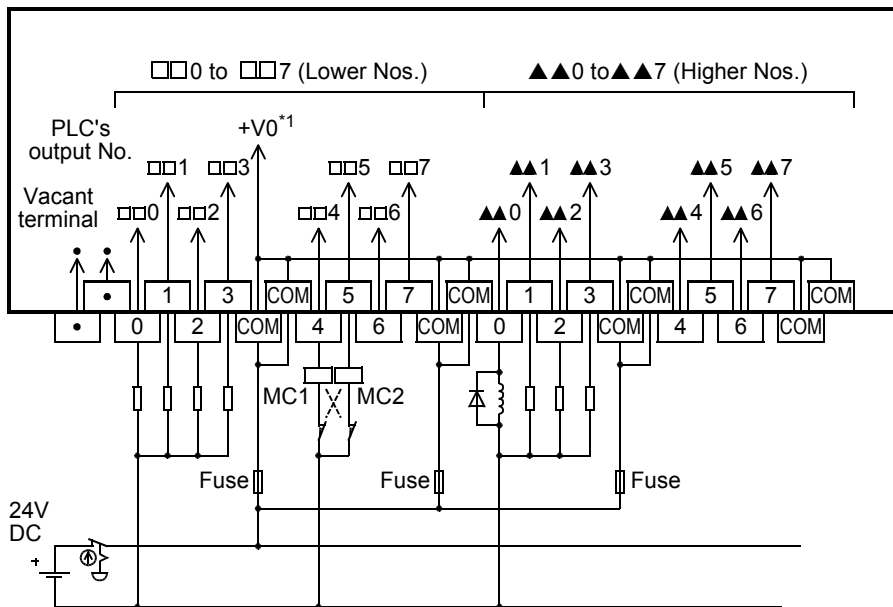 □□0 to □□7 (Lower Nos.) ▲▲0 to ▲▲7 (Higher Nos.)
PLC's
output No.
+V0*1
□□1 □□3 □□5 □□7 ▲▲1 ▲▲3 ▲▲5 ▲▲7
Vacant
terminal
□□0 □□2 □□4 □□6 ▲▲0 ▲▲2 ▲▲4 ▲▲6
• •
• 1 3 COM 5 7 COM 1 3 COM 5 7 COM
• 0 2 COM 4 6 COM 0 2 COM 4 6 COM
MC1 MC2
Fuse Fuse Fuse
24V
DC
+